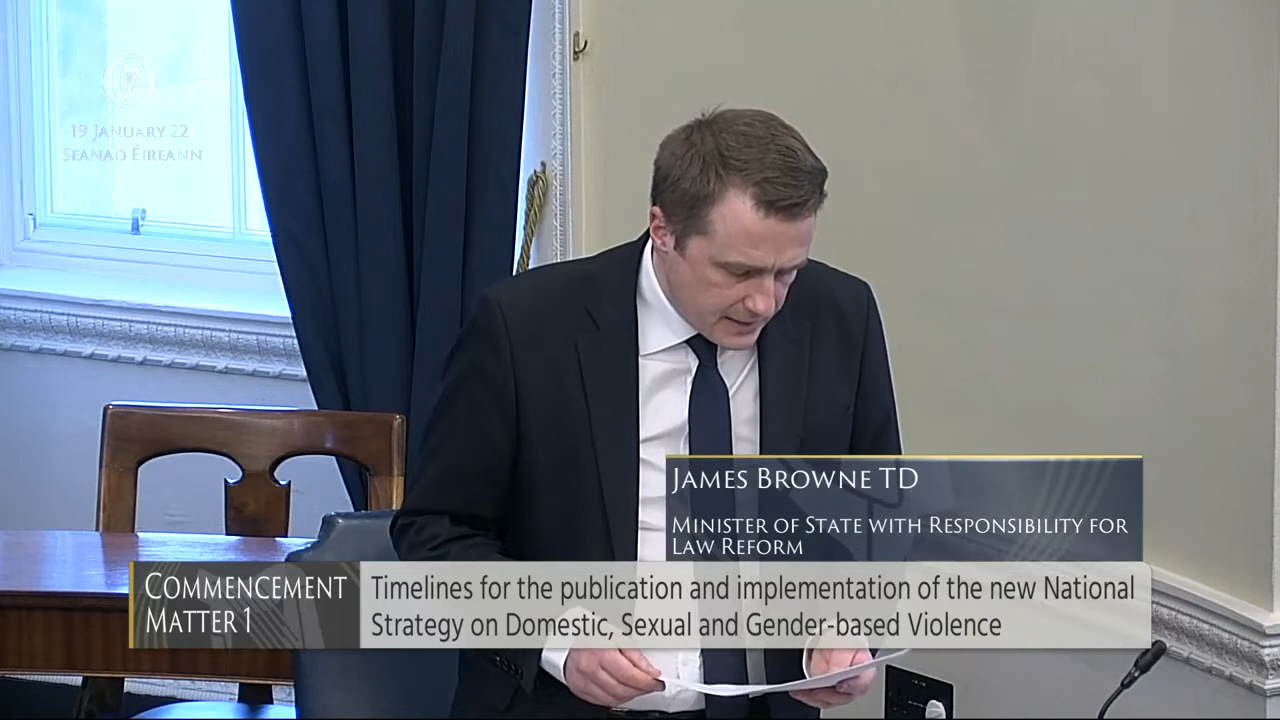 19 January 22
Seanad Éireann
James Browne TD
Minister of State with Responsibility for
Law Reform
Commencement
Matter 1
Timelines for the publication and implementation of the new National
Strategy on Domestic, Sexual and Gender-based Violence